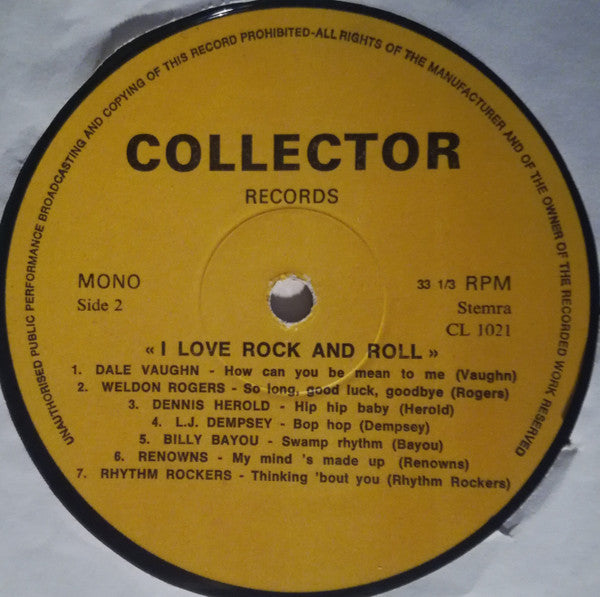 UNAUTHORISED PUBLIC PERFORMANCE BROADCASTING AND COPYING OF THIS RECORD PROHIBITED-ALL RIGHTS OF THE MANUFACTURER AND OF THE OWNER OF THE RECORDED WORK RESERVED
COLLECTOR
RECORDS
MONO 33 1/3 RPM
Side 2 Stemra
CL 1021
« I LOVE ROCK AND ROLL »
1. DALE VAUGHN - How can you be mean to me (Vaughn)
2. WELDON ROGERS - So long, good luck, goodbye (Rogers)
3. DENNIS HEROLD - Hip hip baby (Herold)
4. L.J. DEMPSEY - Bop hop (Dempsey)
5. BILLY BAYOU - Swamp rhythm (Bayou)
6. RENOWNS - My mind 's made up (Renowns)
7. RHYTHM ROCKERS - Thinking 'bout you (Rhythm Rockers)